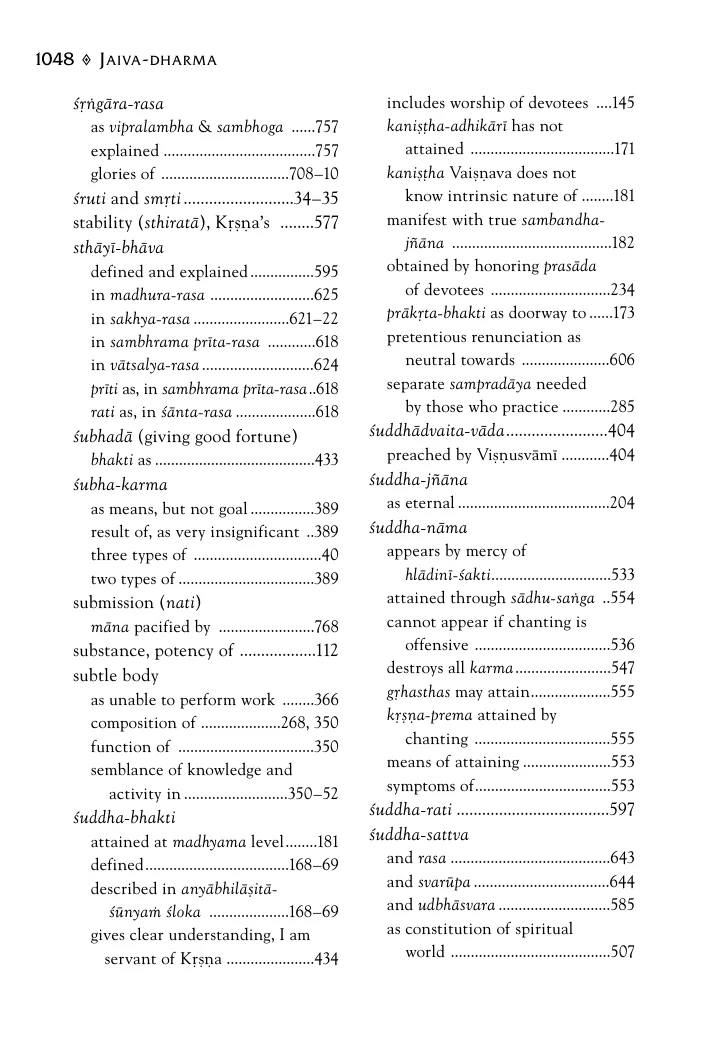 1048 ◈ JAIVA-DHARMA
śṛṅgāra-rasa
as vipralambha & sambhoga ......757
explained ......................................757
glories of ................................708–10
śruti and smṛti .........................34–35
stability (sthiratā), Kṛṣṇa's ........577
sthāyī-bhāva
defined and explained ................595
in madhura-rasa ..........................625
in sakhya-rasa ........................621–22
in sambhrama prīta-rasa ............618
in vātsalya-rasa ............................624
prīti as, in sambhrama prīta-rasa..618
rati as, in śānta-rasa ....................618
śubhadā (giving good fortune)
bhakti as ........................................433
śubha-karma
as means, but not goal ................389
result of, as very insignificant ..389
three types of ................................40
two types of ..................................389
submission (nati)
māna pacified by ........................768
substance, potency of ..................112
subtle body
as unable to perform work ........366
composition of ....................268, 350
function of ..................................350
semblance of knowledge and
activity in ..........................350–52
śuddha-bhakti
attained at madhyama level........181
defined....................................168–69
described in anyābhilāṣitā-
śūnyaṁ śloka ....................168–69
gives clear understanding, I am
servant of Kṛṣṇa ......................434
includes worship of devotees ....145
kaniṣṭha-adhikārī has not
attained ....................................171
kaniṣṭha Vaiṣṇava does not
know intrinsic nature of ........181
manifest with true sambandha-
jñāna ........................................182
obtained by honoring prasāda
of devotees ..............................234
prākṛta-bhakti as doorway to ......173
pretentious renunciation as
neutral towards ......................606
separate sampradāya needed
by those who practice ............285
śuddhādvaita-vāda.......................404
preached by Viṣṇusvāmī ............404
śuddha-jñāna
as eternal ......................................204
śuddha-nāma
appears by mercy of
hlādinī-śakti..............................533
attained through sādhu-saṅga ..554
cannot appear if chanting is
offensive ..................................536
destroys all karma ........................547
gṛhasthas may attain....................555
kṛṣṇa-prema attained by
chanting ..................................555
means of attaining ......................553
symptoms of..................................553
śuddha-rati ...................................597
śuddha-sattva
and rasa ........................................643
and svarūpa ..................................644
and udbhāsvara ............................585
as constitution of spiritual
world ........................................507